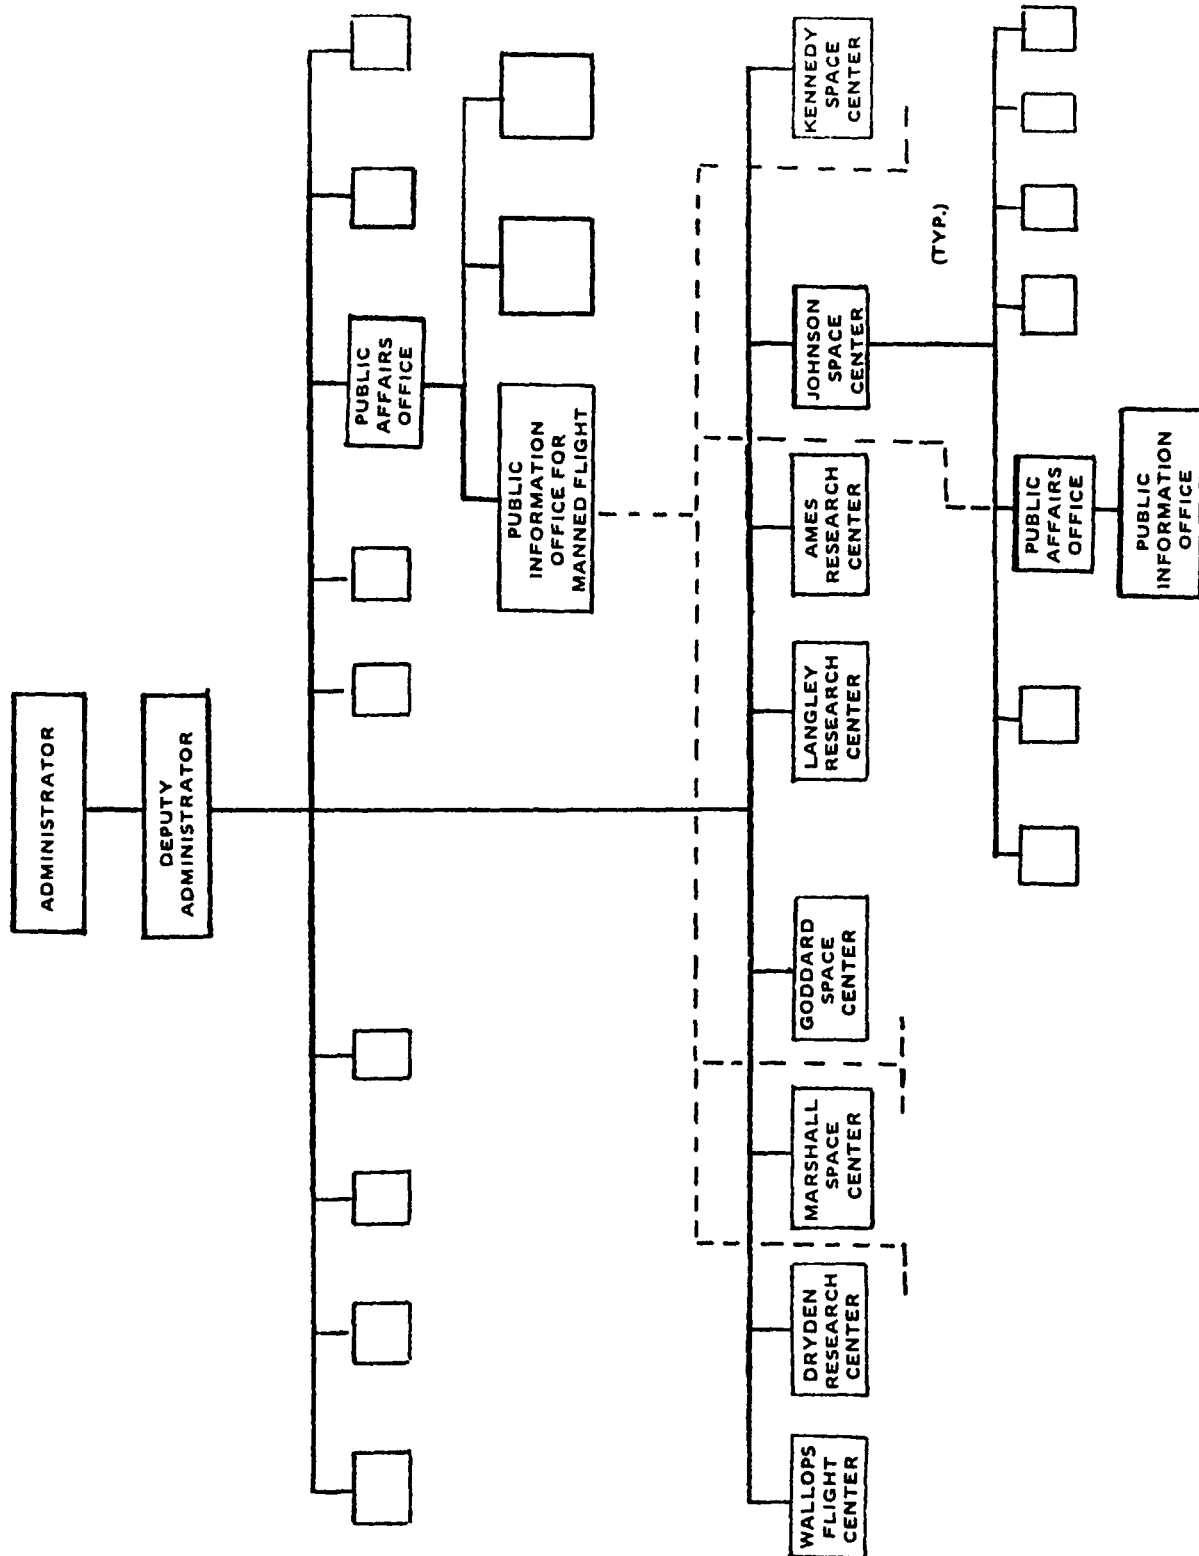 ADMINISTRATOR
DEPUTY
ADMINISTRATOR
PUBLIC
AFFAIRS
OFFICE
PUBLIC
INFORMATION
OFFICE FOR
MANNED FLIGHT
WALLOPS
FLIGHT
CENTER
DRYDEN
RESEARCH
CENTER
MARSHALL
SPACE
CENTER
GODDARD
SPACE
CENTER
LANGLEY
RESEARCH
CENTER
AMES
RESEARCH
CENTER
JOHNSON
SPACE
CENTER
KENNEDY
SPACE
CENTER
(TYP.)
PUBLIC
AFFAIRS
OFFICE
PUBLIC
INFORMATION
OFFICE